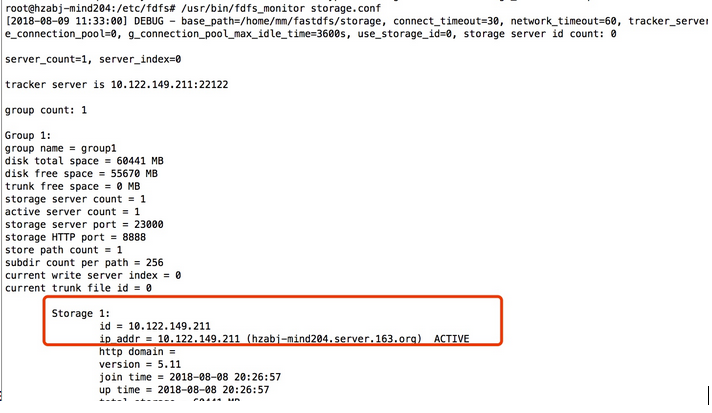 root@hzabj-mind204:/etc/fdfs# /usr/bin/fdfs_monitor storage.conf
[2018-08-09 11:33:00] DEBUG - base_path=/home/mm/fastdfs/storage, connect_timeout=30, network_timeout=60, tracker_server
e_connection_pool=0, g_connection_pool_max_idle_time=3600s, use_storage_id=0, storage server id count: 0
server_count=1, server_index=0
tracker server is 10.122.149.211:22122
group count: 1
Group 1:
group name = group1
disk total space = 60441 MB
disk free space = 55670 MB
trunk free space = 0 MB
storage server count = 1
active server count = 1
storage server port = 23000
storage HTTP port = 8888
store path count = 1
subdir count per path = 256
current write server index = 0
current trunk file id = 0
Storage 1:
id = 10.122.149.211
ip_addr = 10.122.149.211 (hzabj-mind204.server.163.org) ACTIVE
http domain =
version = 5.11
join time = 2018-08-08 20:26:57
up time = 2018-08-08 20:26:57
total storage = 60441 MB